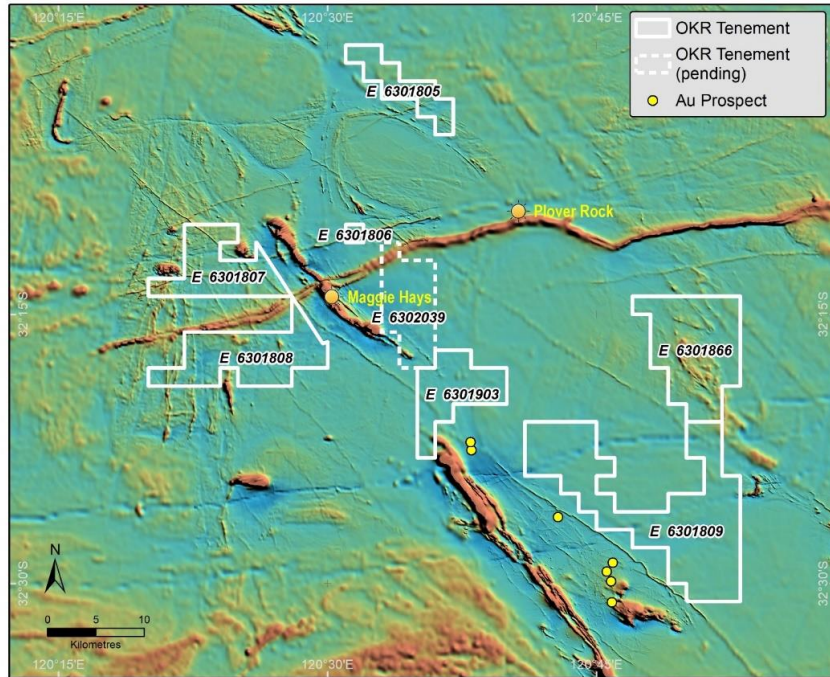 120°15'E
120°30'E
120°45'E
OKR Tenement
OKR Tenement
(pending)
Au Prospect
E 6301805
Plover Rock
E 6301806
E 6301807
Maggie Hays
32°15'S
32°15'S
E 6302039
E 6301866
E 6301808
E 6301903
E 6301809
N
32°30'S
32°30'S
0 5 10
Kilometres
120°15'E
120°30'E
120°45'E